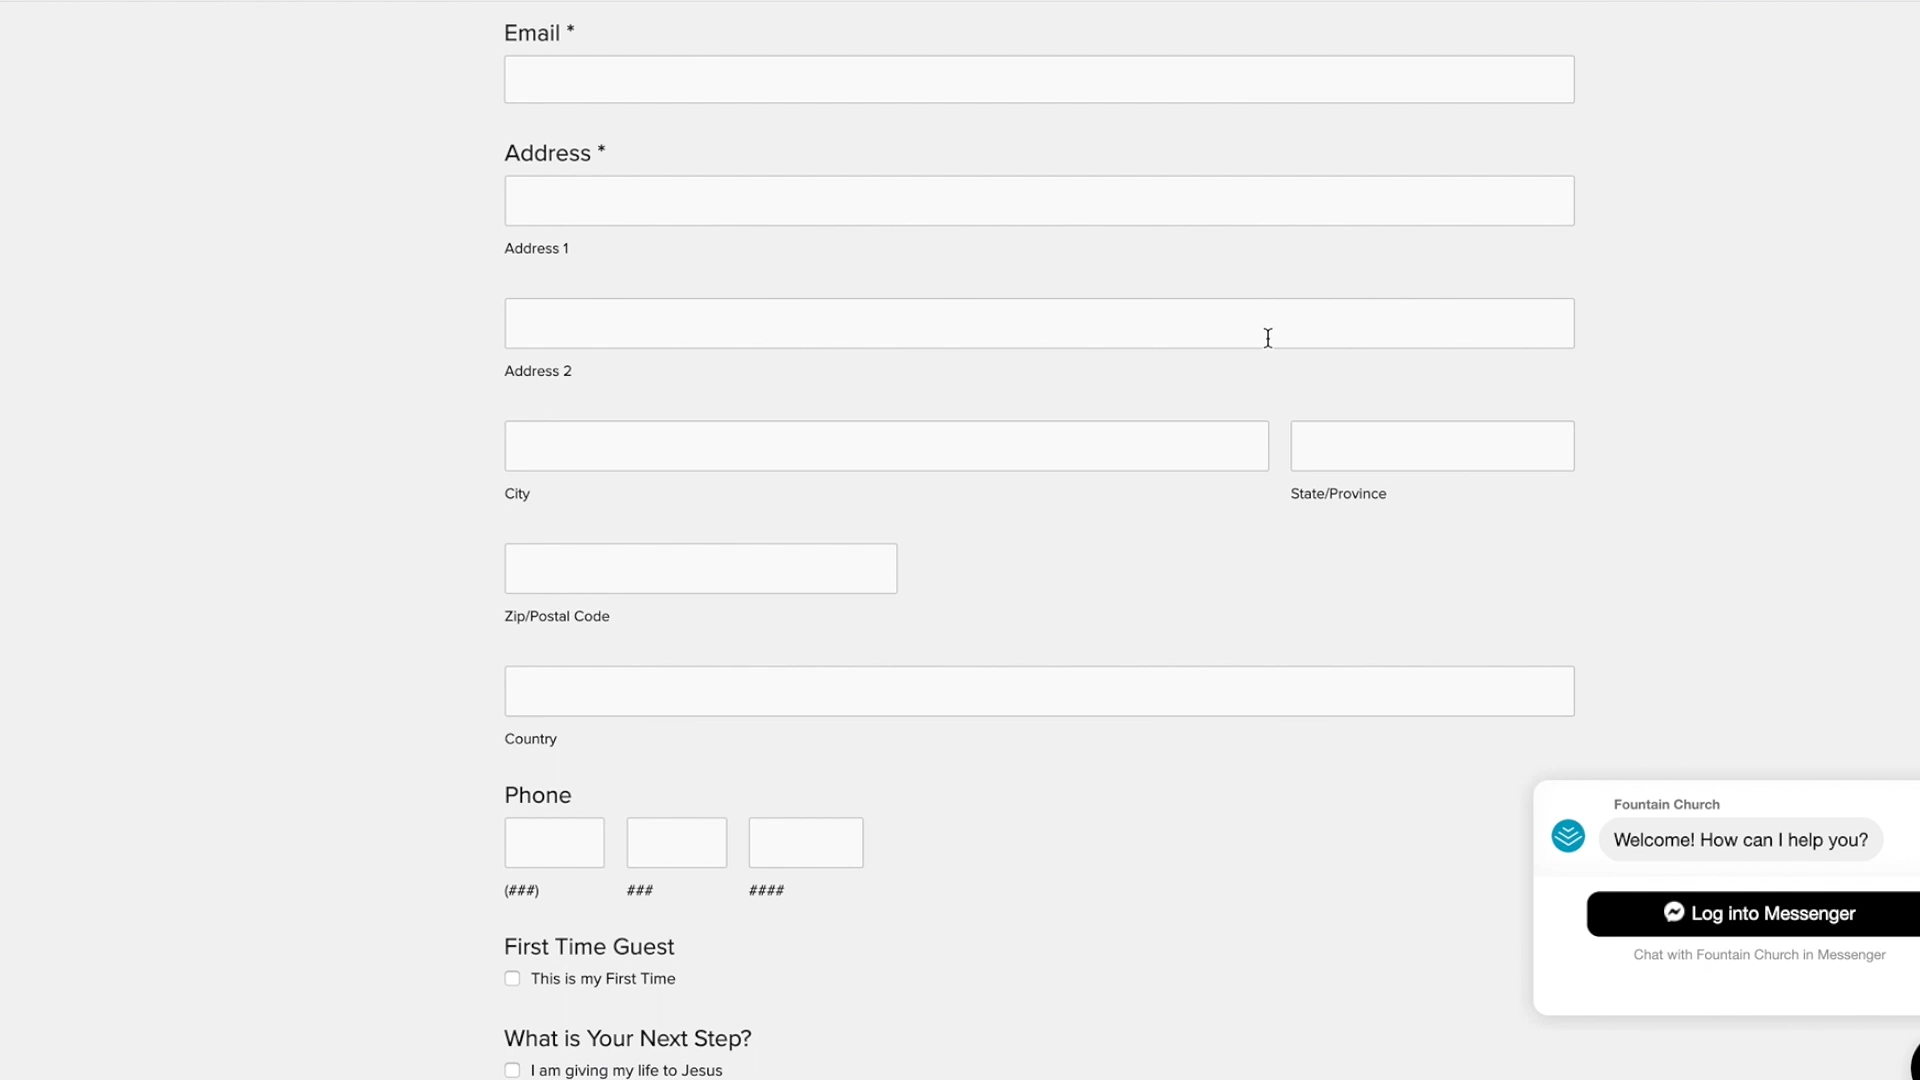 Email *
Address *
Address 1
Address 2
City
State/Province
Zip/Postal Code
Country
Phone
(###)
###
####
First Time Guest
This is my First Time
What is Your Next Step?
I am giving my life to Jesus
Fountain Church
Welcome! How can I help you?
Log into Messenger
Chat with Fountain Church in Messenger